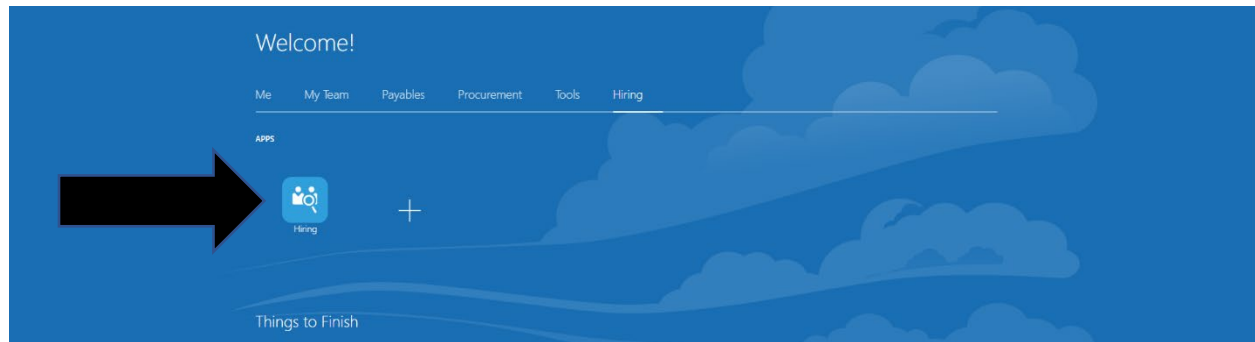 Welcome!
Me My Team Payables Procurement Tools Hiring
APPS
Hiring
Things to Finish